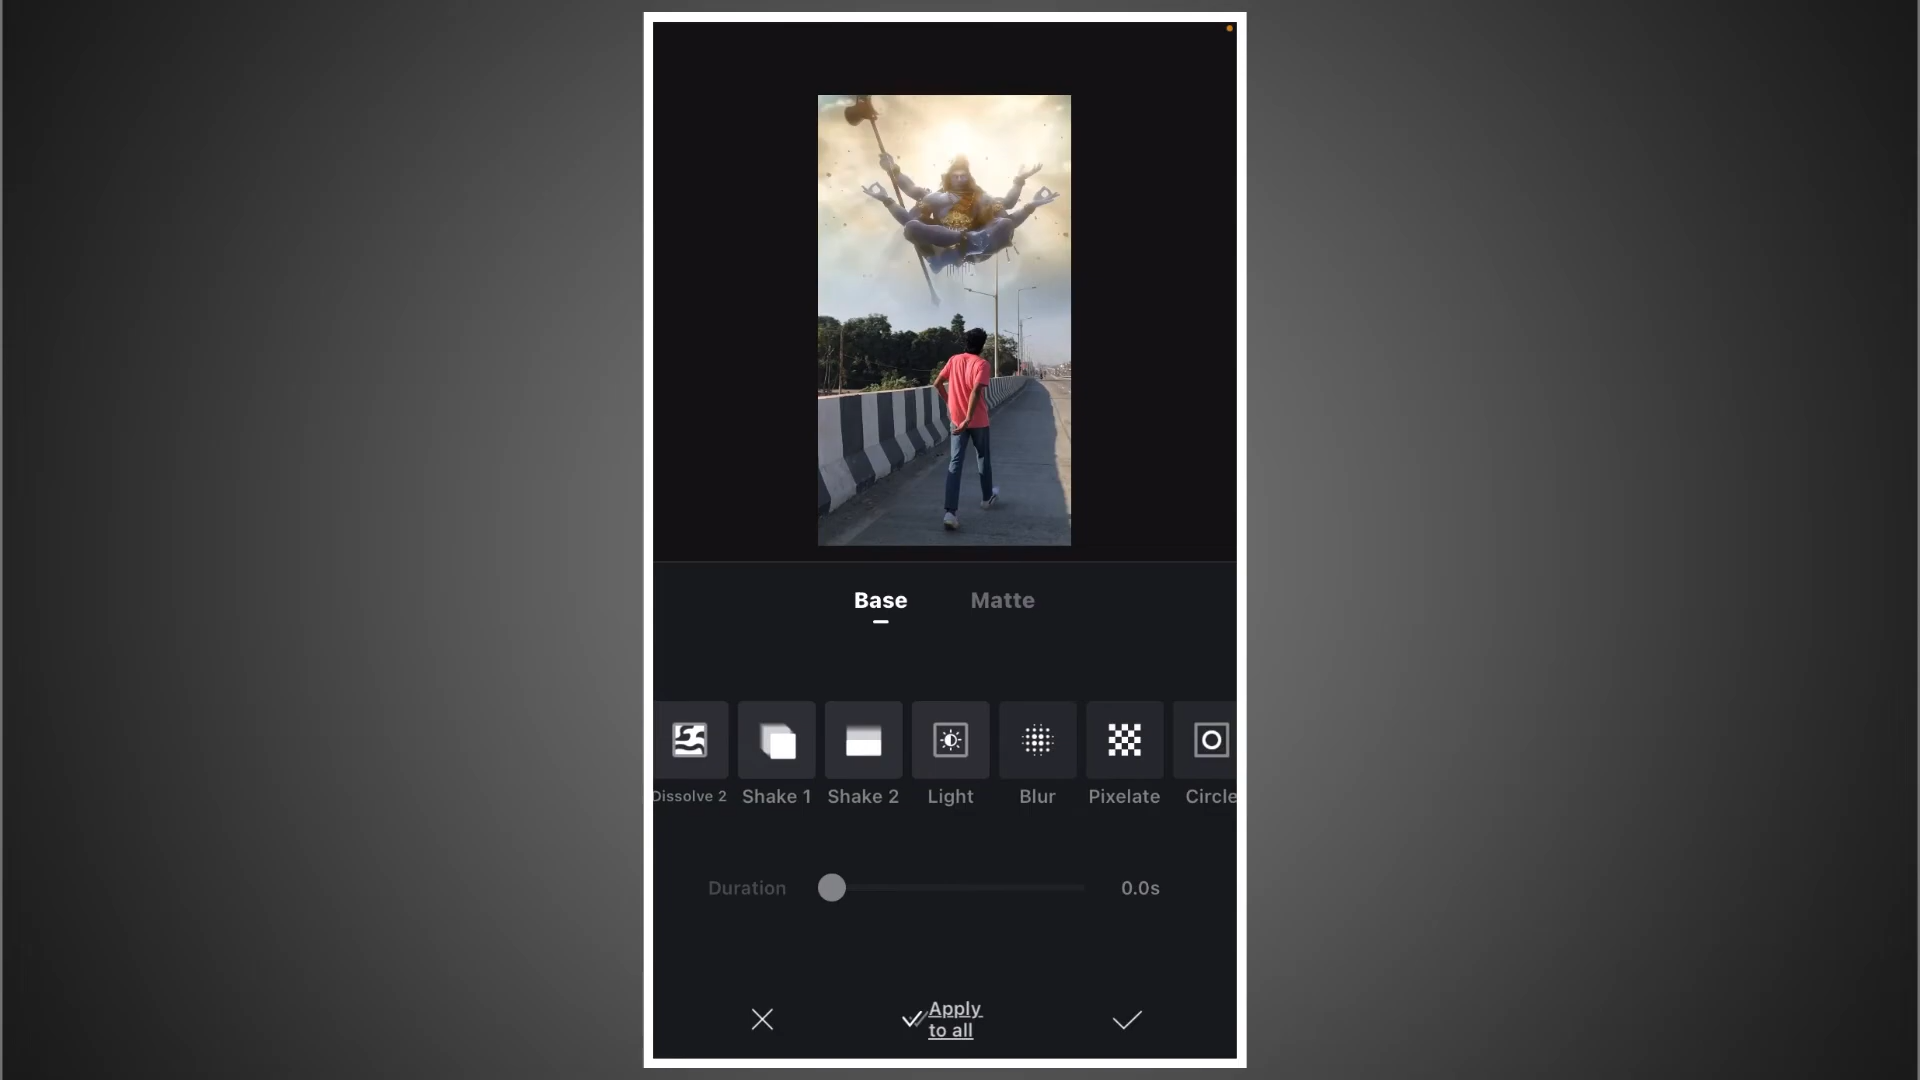 Base Matte
Dissolve 2 Shake 1 Shake 2 Light Blur Pixelate Circle
Duration 0.0s
Apply
to all